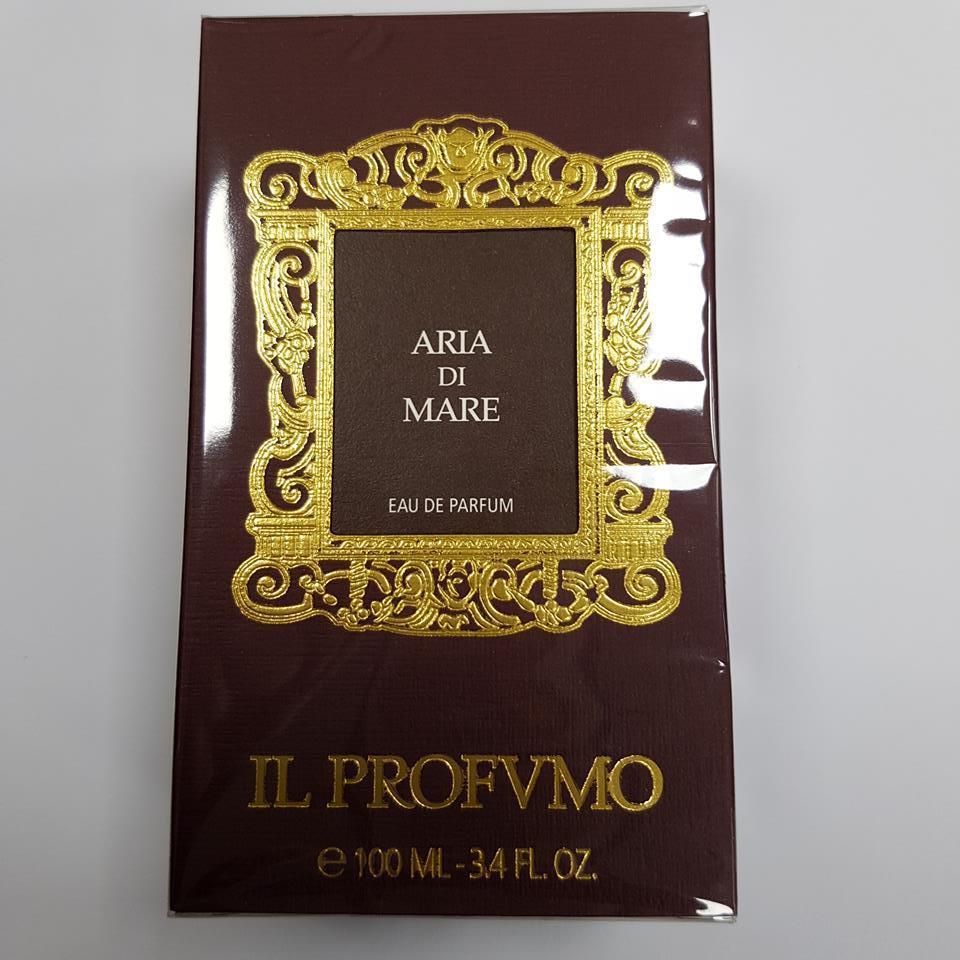 ARIA
DI
MARE
EAU DE PARFUM
IL PROFVMO
℮ 100 ML - 3.4 FL. OZ.